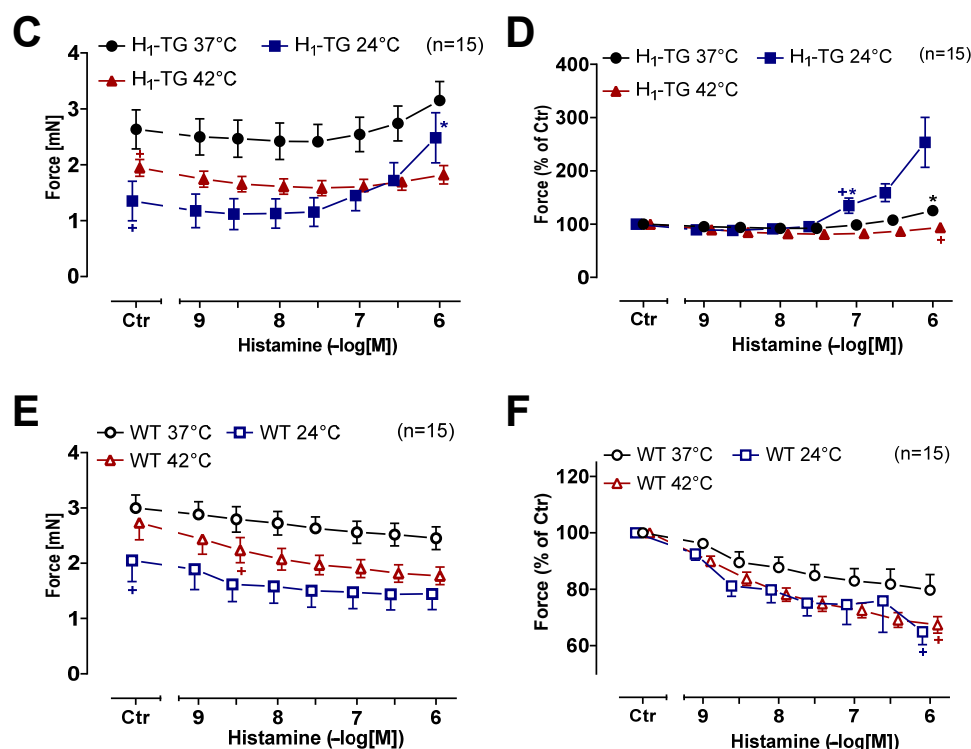 C
H₁-TG 37°C H₁-TG 24°C (n=15)
H₁-TG 42°C
Force [mN]
4
3
2
1
0
+
+
*
Ctr 9 8 7 6
Histamine (–log[M])
D
H₁-TG 37°C H₁-TG 24°C (n=15)
H₁-TG 42°C
Force (% of Ctr)
400
300
200
100
0
+*
*
+
Ctr 9 8 7 6
Histamine (–log[M])
E
WT 37°C WT 24°C (n=15)
WT 42°C
Force [mN]
4
3
2
1
0
+
+
Ctr 9 8 7 6
Histamine (–log[M])
F
WT 37°C WT 24°C (n=15)
WT 42°C
Force (% of Ctr)
120
100
80
60
+
+
Ctr 9 8 7 6
Histamine (–log[M])